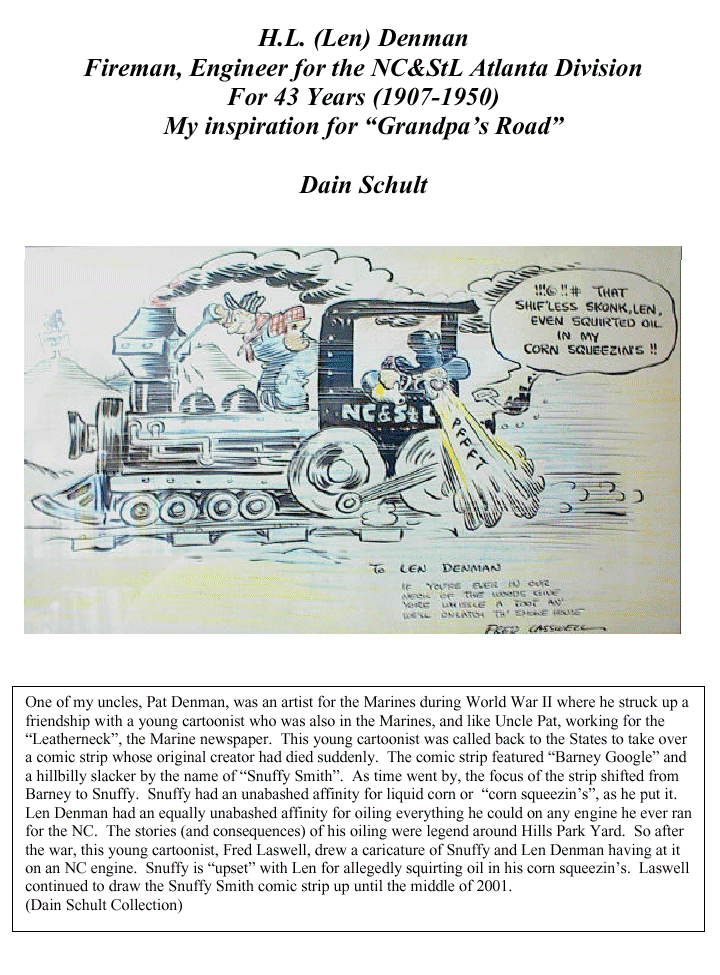 H.L. (Len) Denman
Fireman, Engineer for the NC&StL Atlanta Division
For 43 Years (1907-1950)
My inspiration for “Grandpa’s Road”
Dain Schult
!!!@ !!# THAT
SHIF'LESS SKONK, LEN,
EVEN SQUIRTED OIL
IN MY
CORN SQUEEZIN'S !!
NC&StL
PFFFT
TO LEN DENMAN
IF YOU'RE EVER IN OUR
NECK OF THE WOODS GIVE
YORE WHISTLE A TOOT AN'
WE'LL ONLATCH TH' SMOKE HOUSE
FRED LASSWELL
One of my uncles, Pat Denman, was an artist for the Marines during World War II where he struck up a
friendship with a young cartoonist who was also in the Marines, and like Uncle Pat, working for the
“Leatherneck”, the Marine newspaper.  This young cartoonist was called back to the States to take over
a comic strip whose original creator had died suddenly.  The comic strip featured “Barney Google” and
a hillbilly slacker by the name of “Snuffy Smith”.  As time went by, the focus of the strip shifted from
Barney to Snuffy.  Snuffy had an unabashed affinity for liquid corn or  “corn squeezin’s”, as he put it.
Len Denman had an equally unabashed affinity for oiling everything he could on any engine he ever ran
for the NC.  The stories (and consequences) of his oiling were legend around Hills Park Yard.  So after
the war, this young cartoonist, Fred Laswell, drew a caricature of Snuffy and Len Denman having at it
on an NC engine.  Snuffy is “upset” with Len for allegedly squirting oil in his corn squeezin’s.  Laswell
continued to draw the Snuffy Smith comic strip up until the middle of 2001.
(Dain Schult Collection)